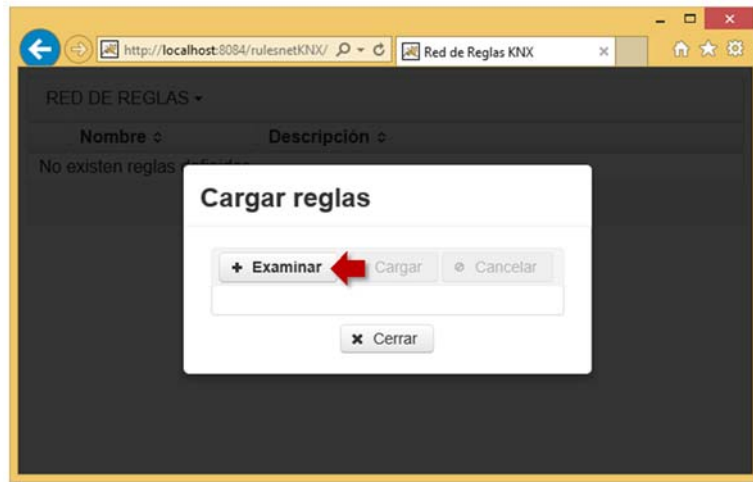 http://localhost:8084/rulesnetKNX/
Red de Reglas KNX
RED DE REGLAS
Nombre Descripción
No existen reglas definidas
Cargar reglas
Examinar Cargar Cancelar
Cerrar